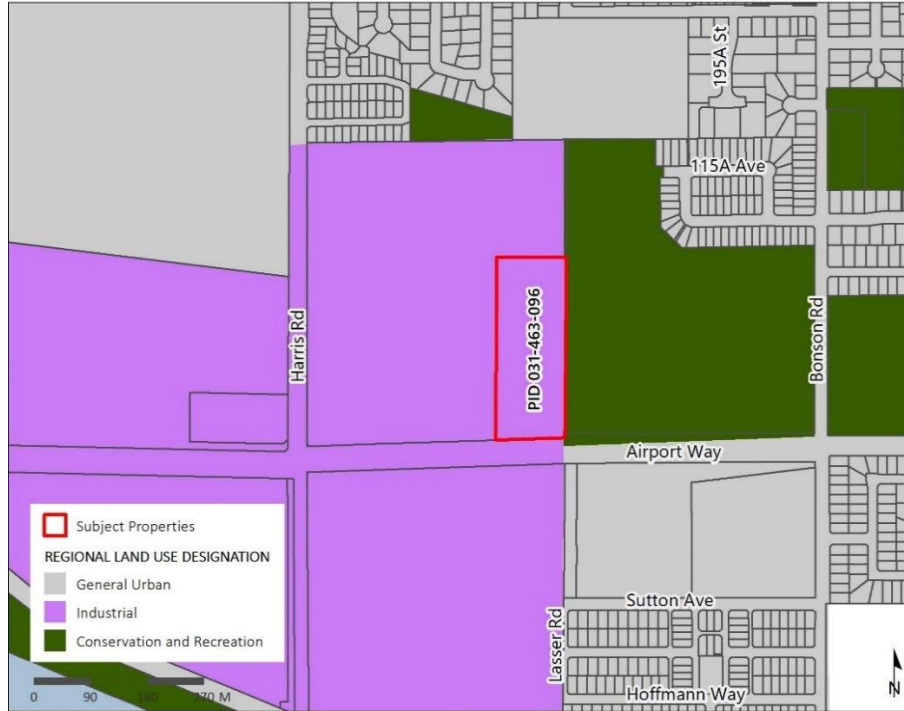 195A St
115A Ave
PID 031-463-096
Harris Rd
Bonson Rd
Airport Way
Subject Properties
REGIONAL LAND USE DESIGNATION
General Urban
Industrial
Conservation and Recreation
Sutton Ave
Lasser Rd
Hoffmann Way
0 90 180 270 M
N